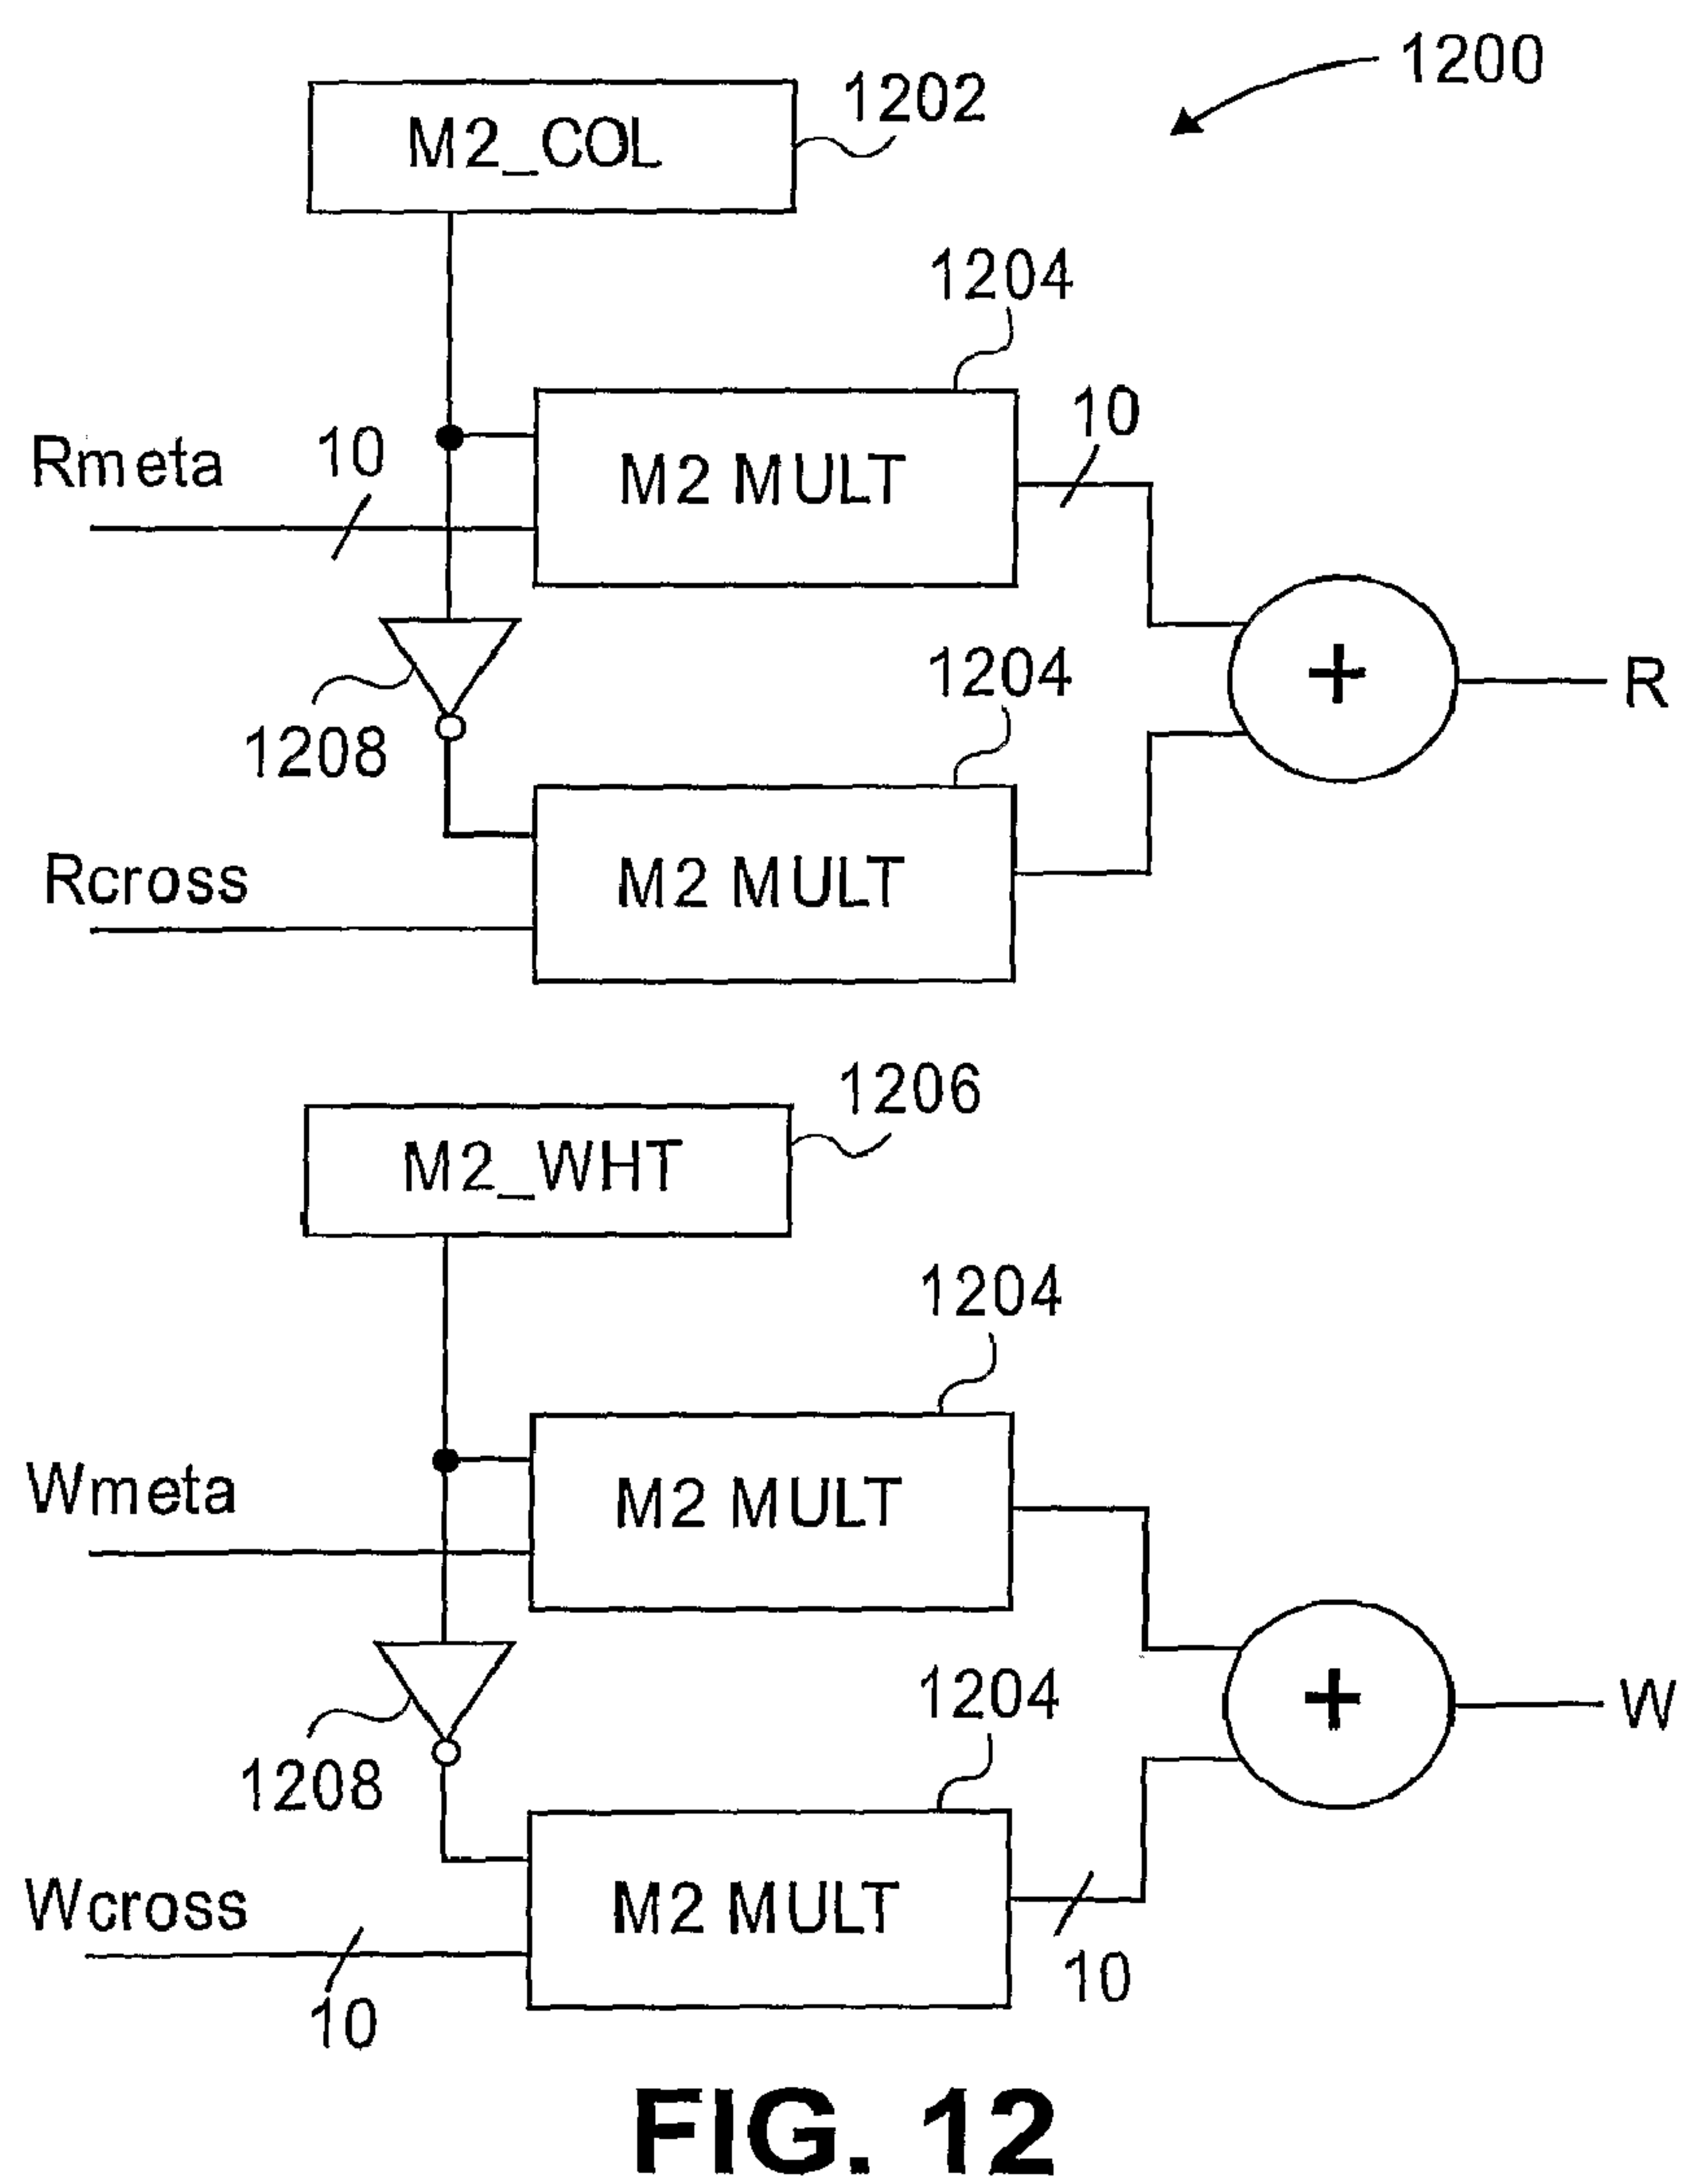 1200
M2_COL
1202
1204
Rmeta
10
M2 MULT
10
+
R
1208
1204
Rcross
M2 MULT
M2_WHT
1206
1204
Wmeta
M2 MULT
+
W
1208
1204
Wcross
10
M2 MULT
10
FIG. 12